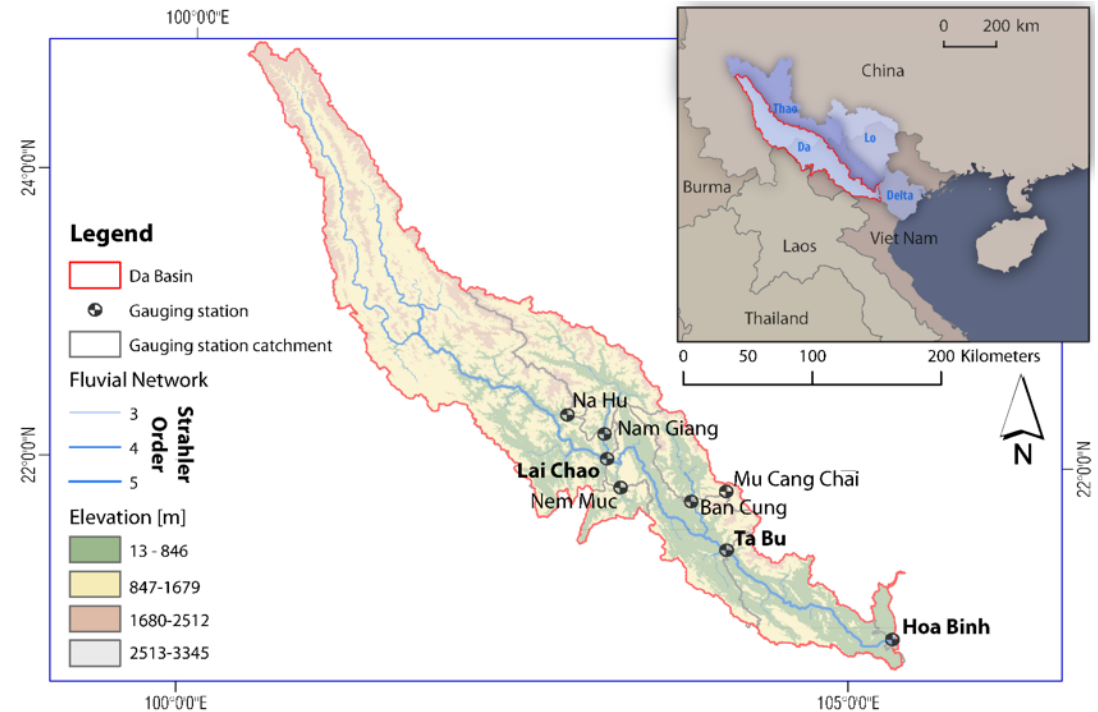 100°0'0"E
0 200 km
China
Thao
Lo
Da
Burma
Delta
Viet Nam
Laos
Thailand
24°0'0"N
22°0'0"N
Legend
Da Basin
Gauging station
Gauging station catchment
Fluvial Network
3
4
5
Strahler
Order
Elevation [m]
13 - 846
847-1679
1680-2512
2513-3345
0 50 100 200 Kilometers
N
Na Hu
Nam Giang
Lai Chao
Nem Muc
Mu Cang Chai
Ban Cung
Ta Bu
Hoa Binh
22°0'0"N
100°0'0"E
105°0'0"E